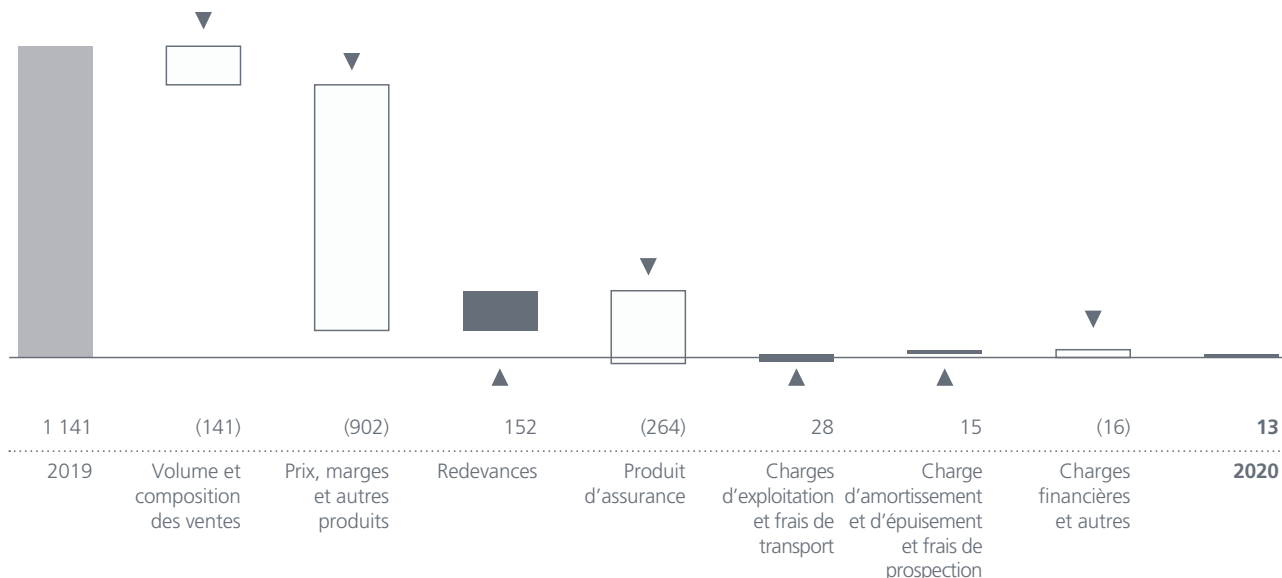 1 141 (141) (902) 152 (264) 28 15 (16) 13
2019
Volume et
composition
des ventes
Prix, marges
et autres
produits
Redevances
Produit
d’assurance
Charges
d’exploitation
et frais de
transport
Charge
d’amortissement
et d’épuisement
et frais de
prospection
Charges
financières
et autres
2020